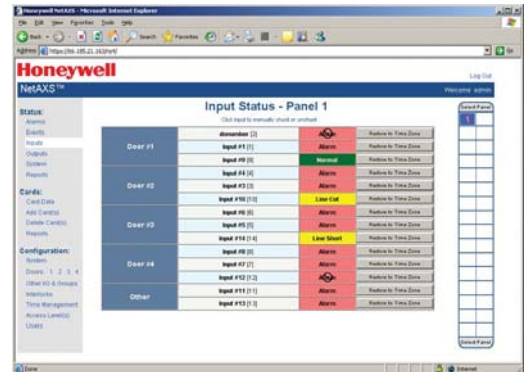 Honeywell NetAXS - Microsoft Internet Explorer
File Edit View Favorites Tools Help
Back Search Favorites
Address
Go
Honeywell
Log Out
NetAXS™
Welcome admin
Input Status - Panel 1
Click input to manually shunt or unshunt
Select Panel
1
Status:
Alarms
Events
Inputs
Outputs
System
Reports
Cards:
Card Data
Add Card(s)
Delete Card(s)
Reports
Configuration:
System
Doors 1 2 3 4
Other I/O & Groups
Interlocks
Time Management
Access Level(s)
Users
Door #1
[2] Alarm Restore to Time Zone
Input #1 [1] Alarm Restore to Time Zone
Input #9 [9] Normal Restore to Time Zone
Door #2
Input #4 [4] Alarm Restore to Time Zone
Input #3 [3] Alarm Restore to Time Zone
Input #10 [10] Line Cut Restore to Time Zone
Door #3
Input #6 [6] Alarm Restore to Time Zone
Input #5 [5] Alarm Restore to Time Zone
Input #14 [14] Line Short Restore to Time Zone
Door #4
Input #8 [8] Alarm Restore to Time Zone
Input #7 [7] Alarm Restore to Time Zone
Input #12 [12] Alarm Restore to Time Zone
Other
Input #11 [11] Alarm Restore to Time Zone
Input #13 [13] Alarm Restore to Time Zone
Select Panel
Done
Internet